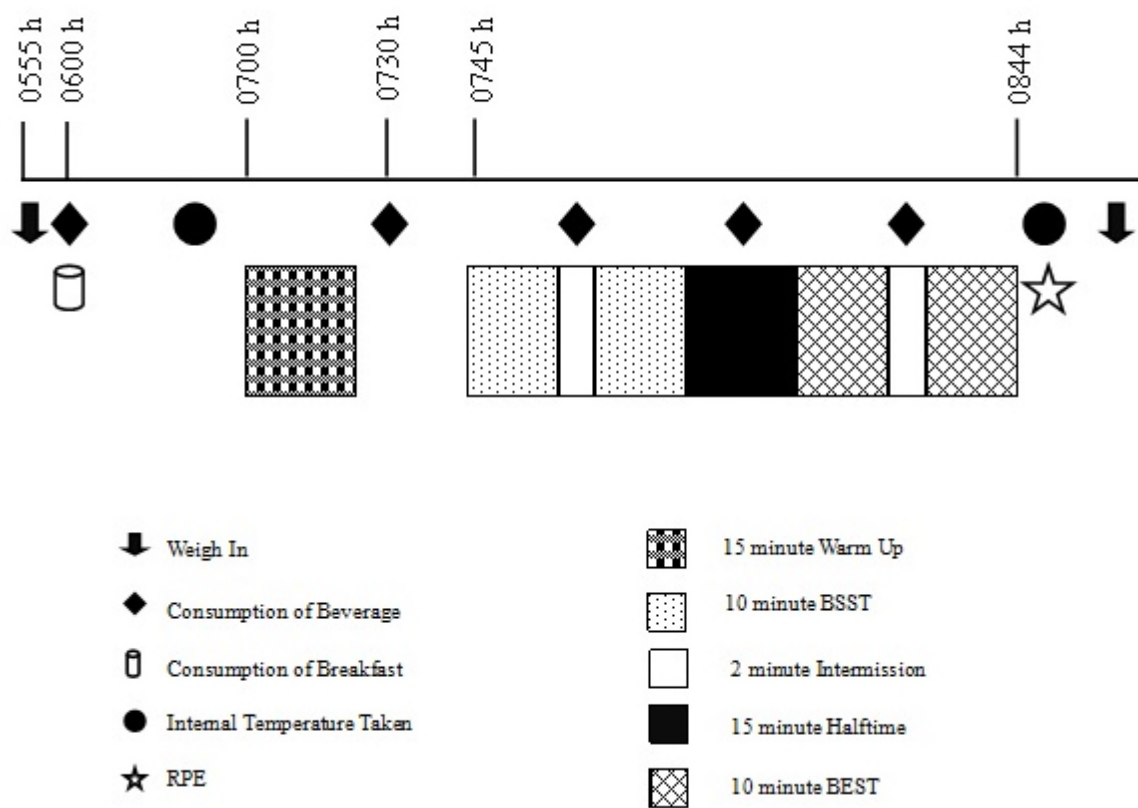 0555 h
0600 h
0700 h
0730 h
0745 h
0844 h
Weigh In
Consumption of Beverage
Consumption of Breakfast
Internal Temperature Taken
RPE
15 minute Warm Up
10 minute BSST
2 minute Intermission
15 minute Halftime
10 minute BEST